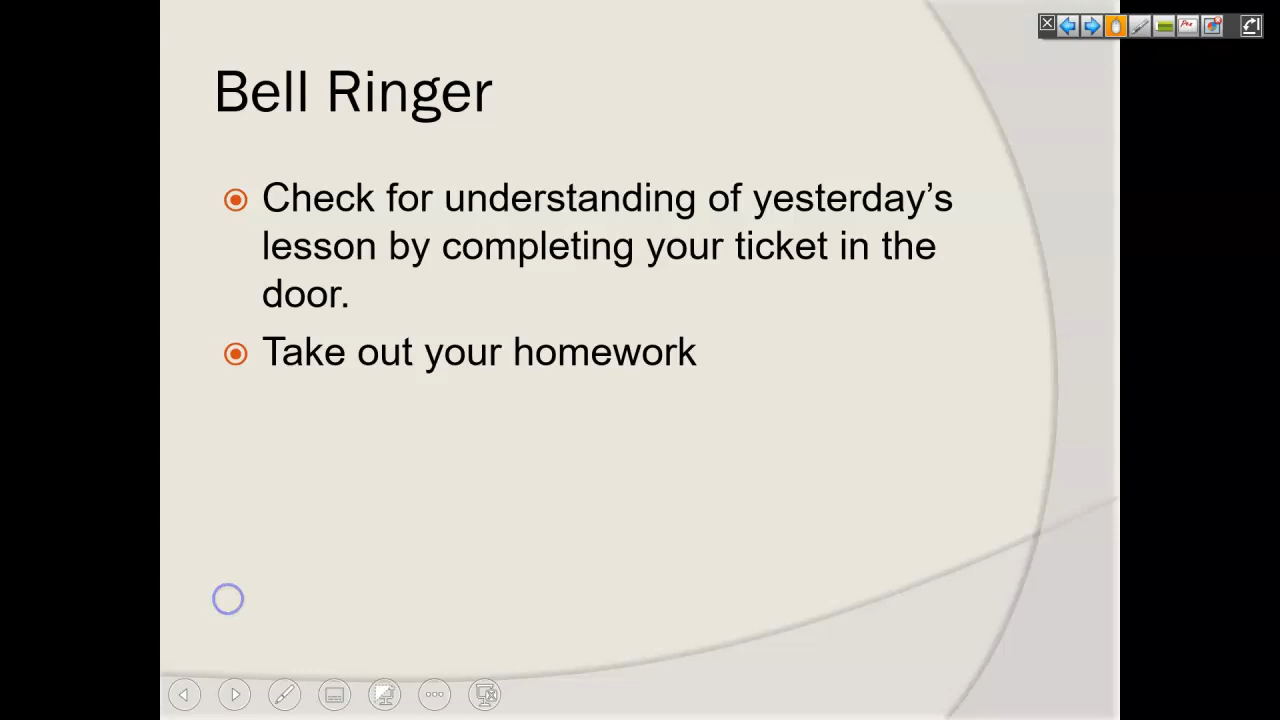 Bell Ringer
Check for understanding of yesterday’s
lesson by completing your ticket in the
door.
Take out your homework